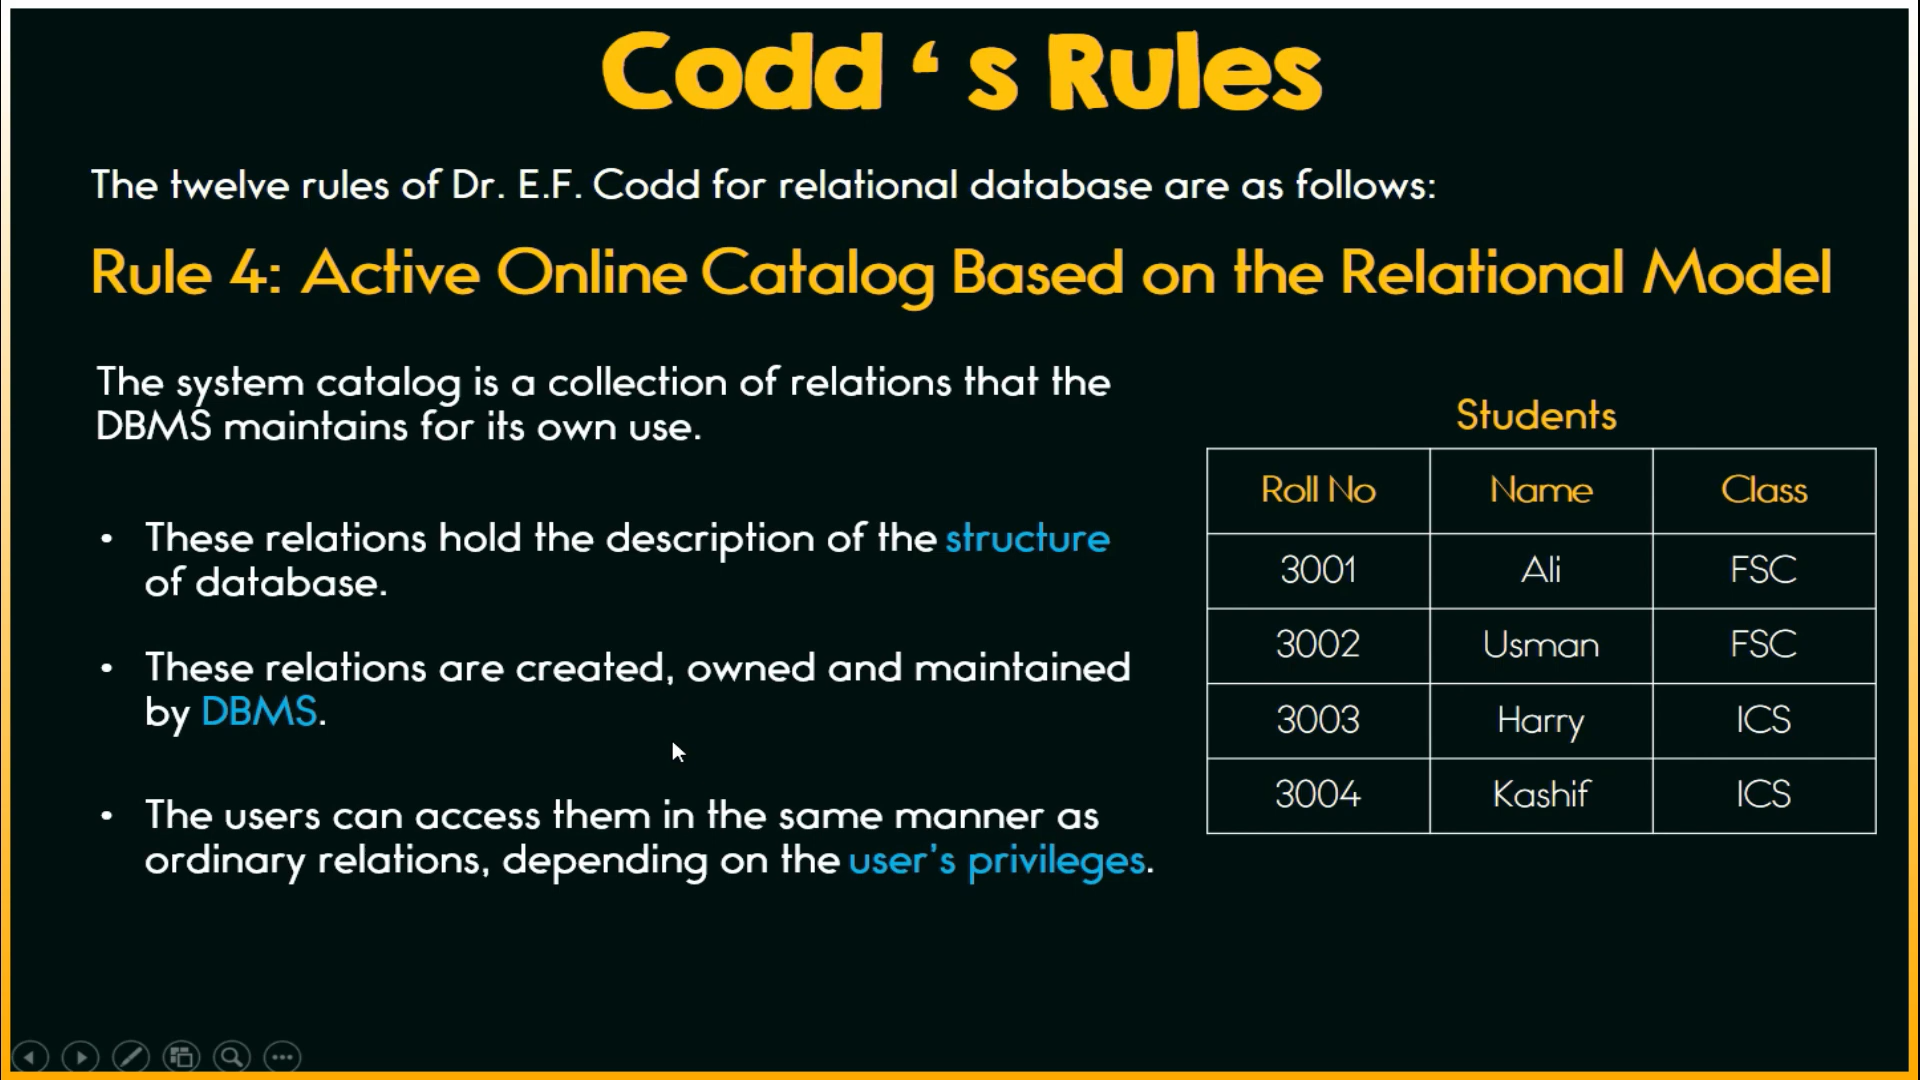 Codd ‘ s Rules
The twelve rules of Dr. E.F. Codd for relational database are as follows:
Rule 4: Active Online Catalog Based on the Relational Model
The system catalog is a collection of relations that the
DBMS maintains for its own use.
• These relations hold the description of the structure
of database.
• These relations are created, owned and maintained
by DBMS.
• The users can access them in the same manner as
ordinary relations, depending on the user’s privileges.
Students
Roll No Name Class
3001 Ali FSC
3002 Usman FSC
3003 Harry ICS
3004 Kashif ICS